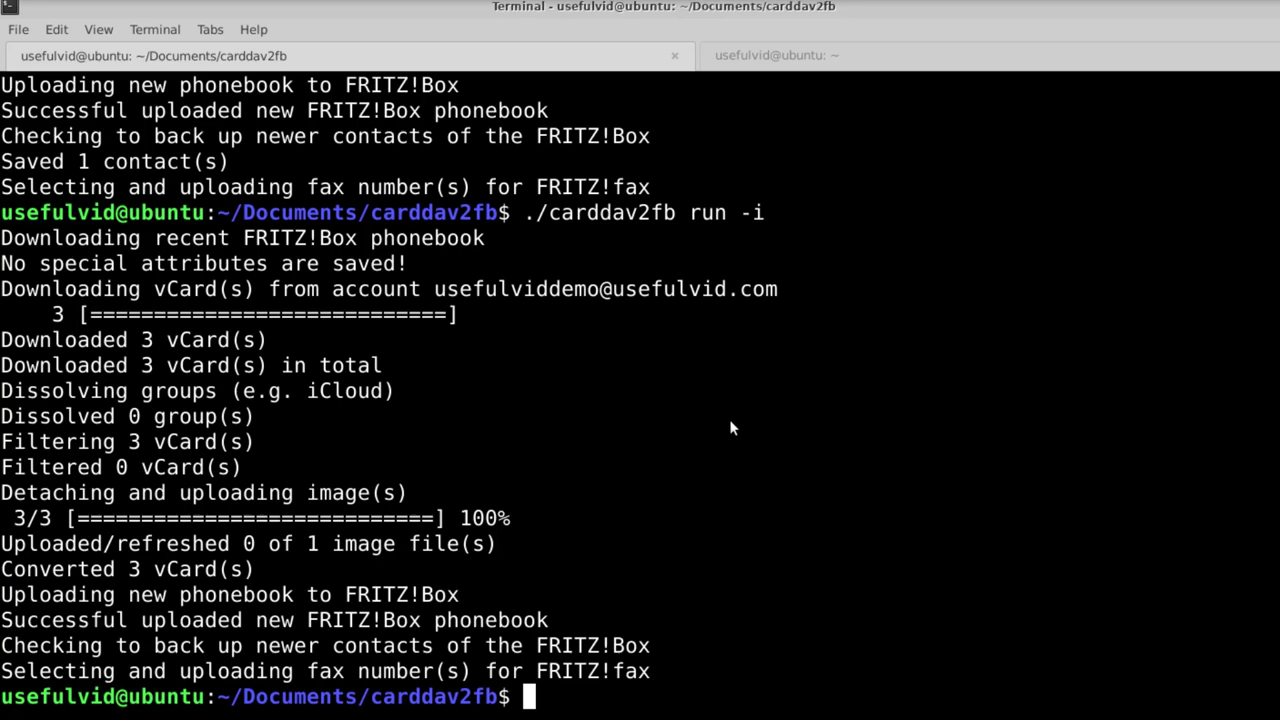 Terminal - usefulvid@ubuntu: ~/Documents/carddav2fb
File Edit View Terminal Tabs Help
usefulvid@ubuntu: ~/Documents/carddav2fb × usefulvid@ubuntu: ~
Uploading new phonebook to FRITZ!Box
Successful uploaded new FRITZ!Box phonebook
Checking to back up newer contacts of the FRITZ!Box
Saved 1 contact(s)
Selecting and uploading fax number(s) for FRITZ!fax
usefulvid@ubuntu:~/Documents/carddav2fb$ ./carddav2fb run -i
Downloading recent FRITZ!Box phonebook
No special attributes are saved!
Downloading vCard(s) from account usefulviddemo@usefulvid.com
3 [============================]
Downloaded 3 vCard(s)
Downloaded 3 vCard(s) in total
Dissolving groups (e.g. iCloud)
Dissolved 0 group(s)
Filtering 3 vCard(s)
Filtered 0 vCard(s)
Detaching and uploading image(s)
3/3 [============================] 100%
Uploaded/refreshed 0 of 1 image file(s)
Converted 3 vCard(s)
Uploading new phonebook to FRITZ!Box
Successful uploaded new FRITZ!Box phonebook
Checking to back up newer contacts of the FRITZ!Box
Selecting and uploading fax number(s) for FRITZ!fax
usefulvid@ubuntu:~/Documents/carddav2fb$